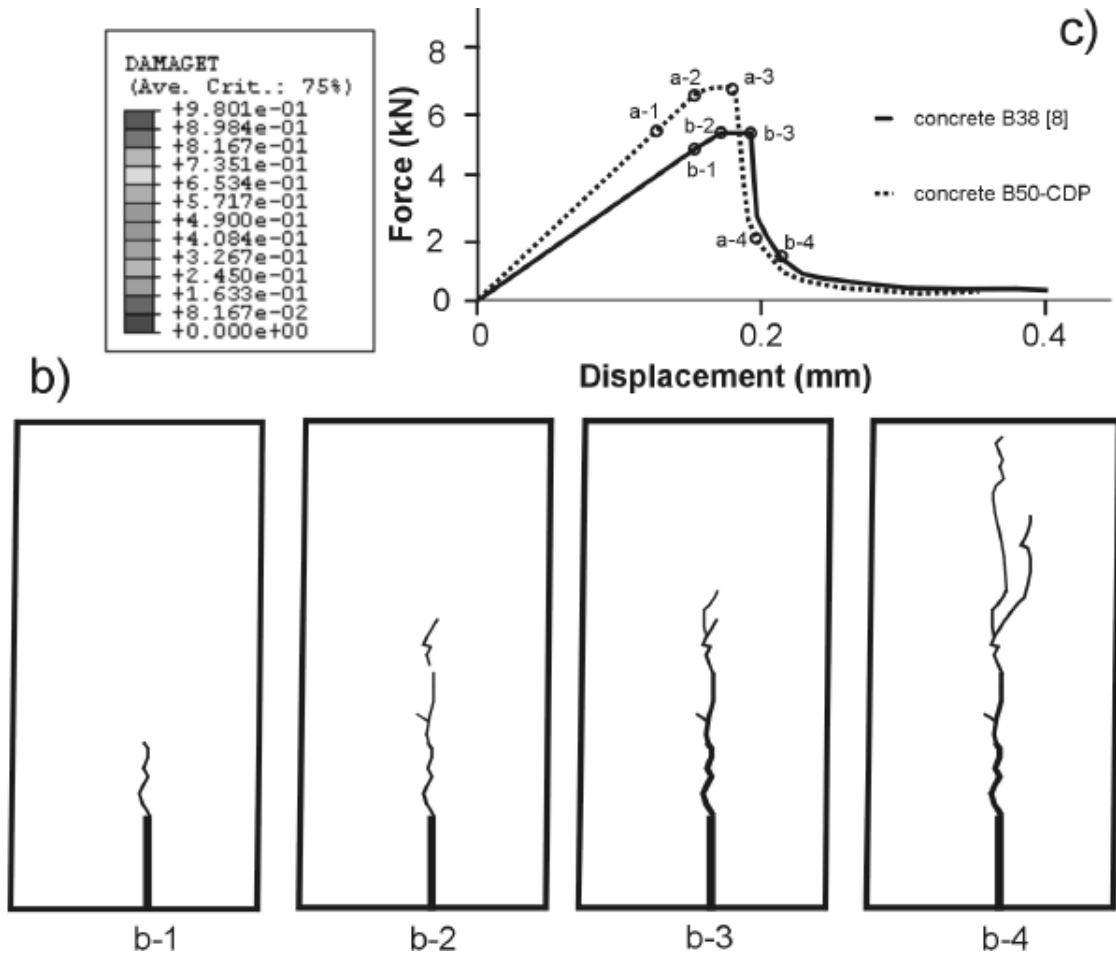 DAMAGET
(Ave. Crit.: 75%)
+9.801e-01
+8.984e-01
+8.167e-01
+7.351e-01
+6.534e-01
+5.717e-01
+4.900e-01
+4.084e-01
+3.267e-01
+2.450e-01
+1.633e-01
+8.167e-02
+0.000e+00
c)
Force (kN)
8
6
4
2
0
a-1
a-2
a-3
b-2
b-3
b-1
a-4
b-4
concrete B38 [8]
concrete B50-CDP
0
0.2
0.4
Displacement (mm)
b)
b-1
b-2
b-3
b-4